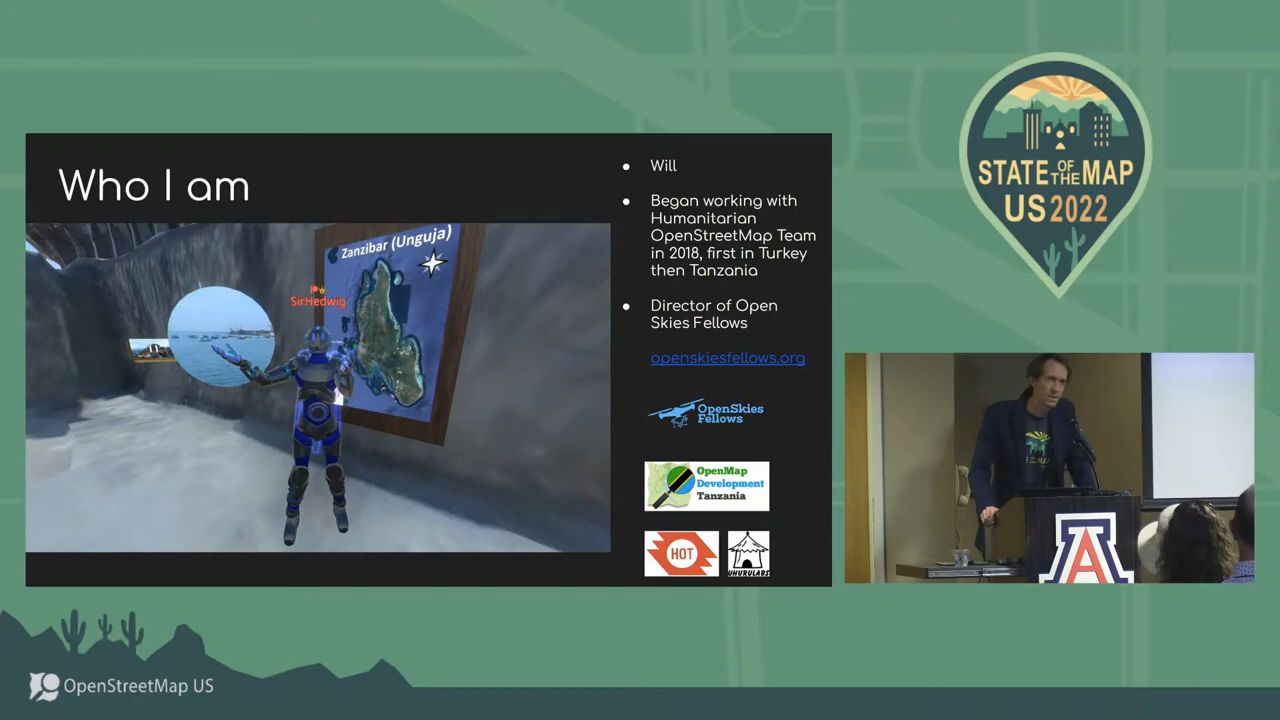 Who I am
Zanzibar (Unguja)
SirHedwig
Will
Began working with
Humanitarian
OpenStreetMap Team
in 2018, first in Turkey
then Tanzania
Director of Open
Skies Fellows
openskiesfellows.org
OpenSkies
Fellows
OpenMap
Development
Tanzania
HOT
UHURULABS
STATE OF THE MAP
US 2022
A
OpenStreetMap US